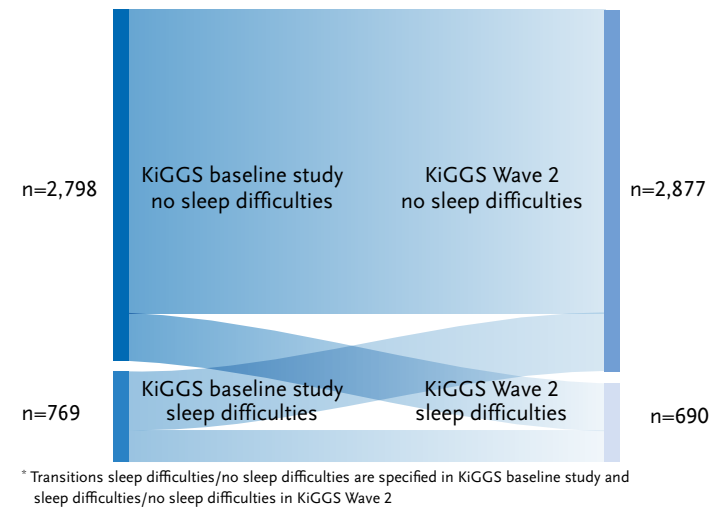 n=2,798
KiGGS baseline study
no sleep difficulties
KiGGS Wave 2
no sleep difficulties
n=2,877
n=769
KiGGS baseline study
sleep difficulties
KiGGS Wave 2
sleep difficulties
n=690
* Transitions sleep difficulties/no sleep difficulties are specified in KiGGS baseline study and
sleep difficulties/no sleep difficulties in KiGGS Wave 2